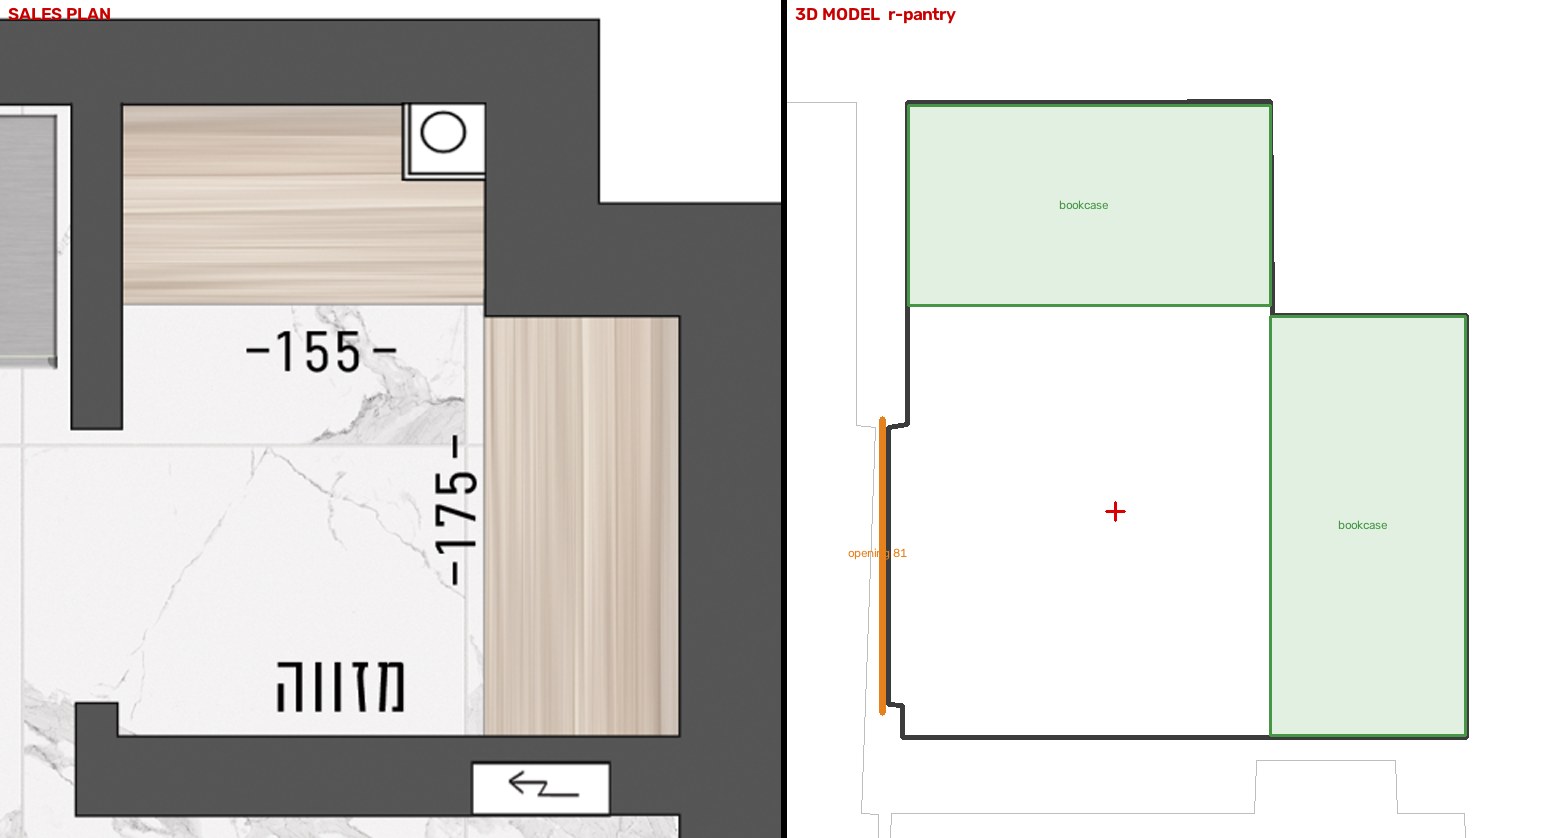 SALES PLAN
-155-
-175-
מזווה
3D MODEL r-pantry
bookcase
bookcase
opening 81